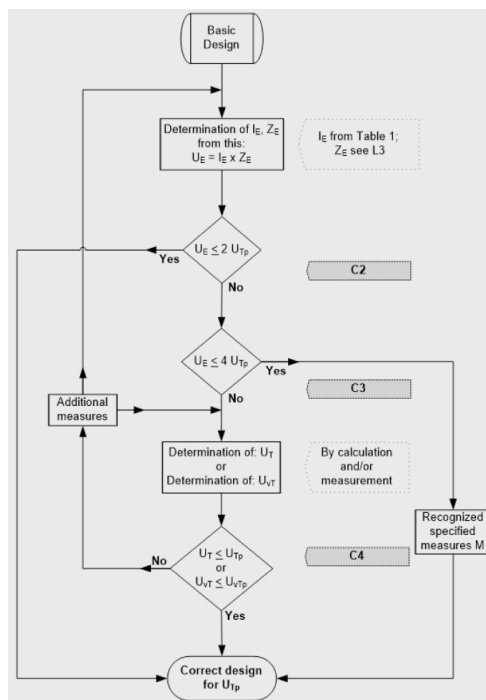 Basic
Design
Determination of I_E, Z_E
from this:
U_E = I_E x Z_E
I_E from Table 1;
Z_E see L3
U_E ≤ 2 U_Tp
Yes
No
C2
U_E ≤ 4 U_Tp
Yes
No
C3
Additional
measures
Determination of: U_T
or
Determination of: U_vT
By calculation
and/or
measurement
Recognized
specified
measures M
U_T ≤ U_Tp
or
U_vT ≤ U_vTp
No
Yes
C4
Correct design
for U_Tp